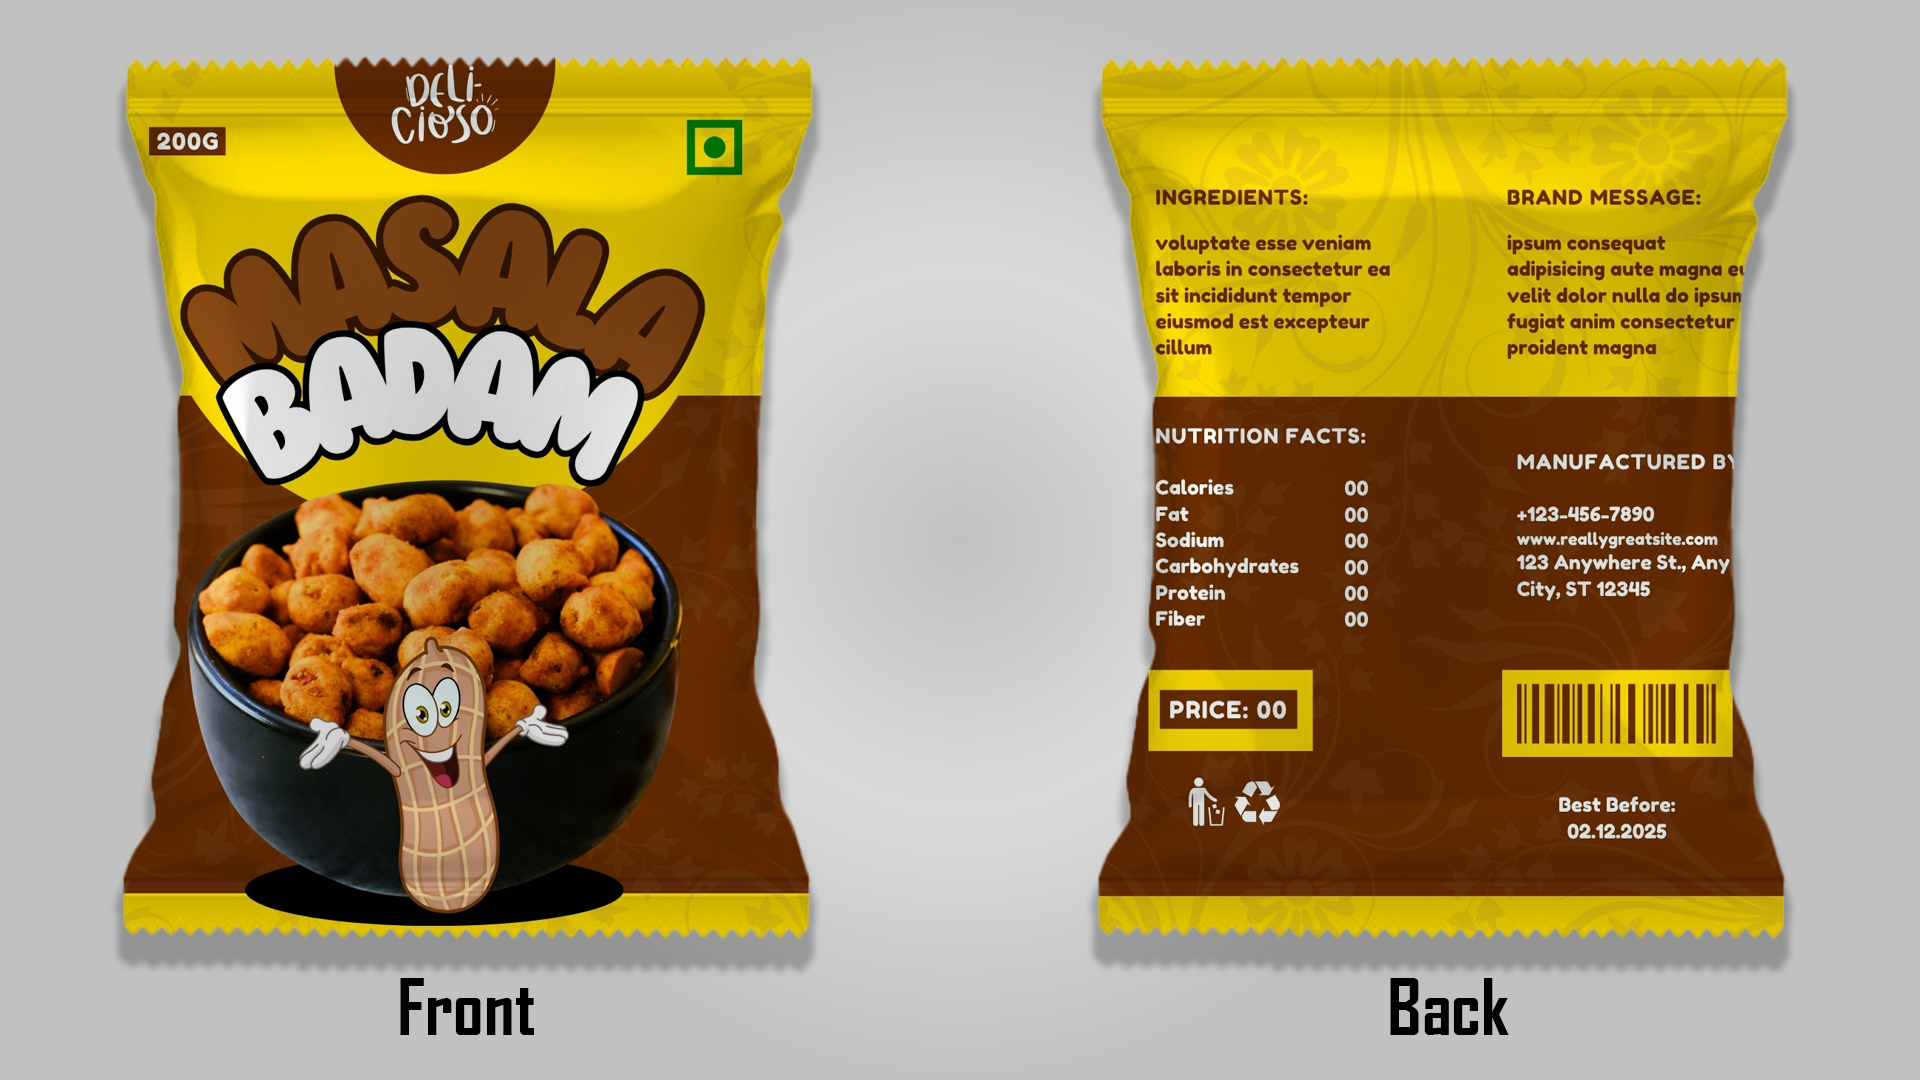 DELI-
CIOSO
200G
MASALA
BADAM
Front
INGREDIENTS:
voluptate esse veniam
laboris in consectetur ea
sit incididunt tempor
eiusmod est excepteur
cillum
BRAND MESSAGE:
ipsum consequat
adipisicing aute magna eu
velit dolor nulla do ipsum
fugiat anim consectetur
proident magna
NUTRITION FACTS:
Calories 00
Fat 00
Sodium 00
Carbohydrates 00
Protein 00
Fiber 00
MANUFACTURED BY
+123-456-7890
www.reallygreatsite.com
123 Anywhere St., Any
City, ST 12345
PRICE: 00
Best Before:
02.12.2025
Back